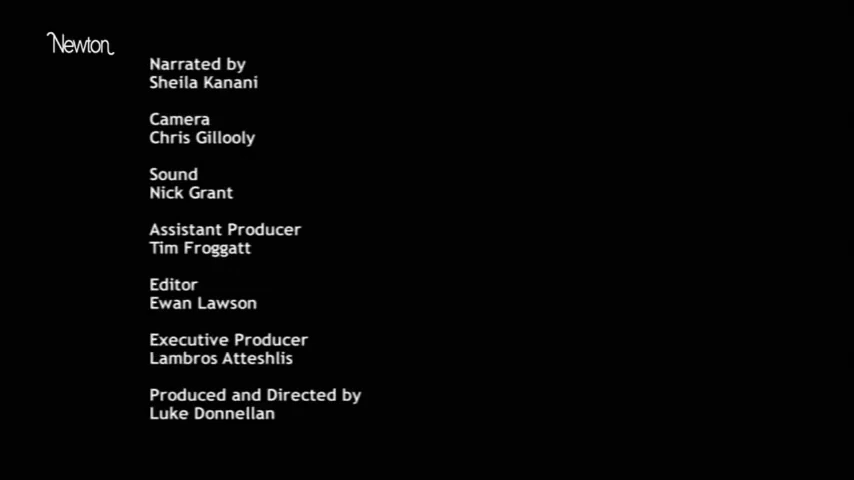 Newton
Narrated by
Sheila Kanani
Camera
Chris Gillooly
Sound
Nick Grant
Assistant Producer
Tim Froggatt
Editor
Ewan Lawson
Executive Producer
Lambros Atteshlis
Produced and Directed by
Luke Donnellan